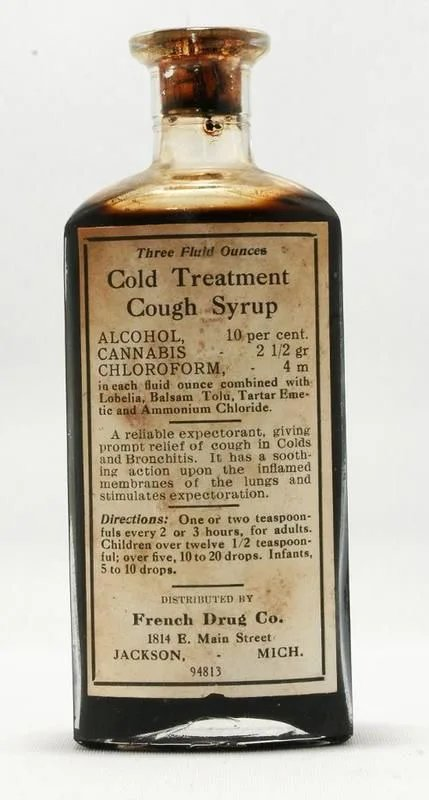 Three Fluid Ounces
Cold Treatment
Cough Syrup
ALCOHOL, 10 per cent.
CANNABIS - 2 1/2 gr
CHLOROFORM, - 4 m
in each fluid ounce combined with
Lobelia, Balsam Tolu, Tartar Eme-
tic and Ammonium Chloride.
A reliable expectorant, giving
prompt relief of cough in Colds
and Bronchitis. It has a sooth-
ing action upon the inflamed
membranes of the lungs and
stimulates expectoration.
Directions: One or two teaspoon-
fuls every 2 or 3 hours, for adults.
Children over twelve 1/2 teaspoon-
ful; over five, 10 to 20 drops. Infants,
5 to 10 drops.
DISTRIBUTED BY
French Drug Co.
1814 E. Main Street
JACKSON, - MICH.
94813